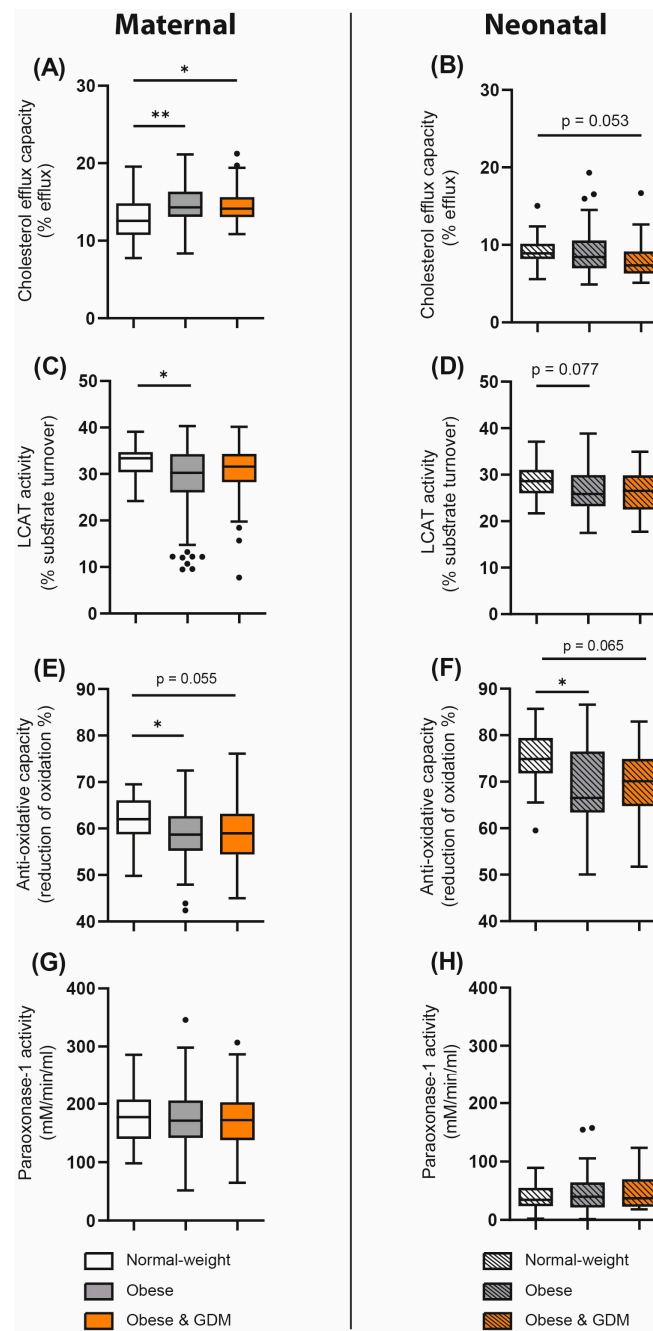 Maternal
Neonatal
(A)
Cholesterol efflux capacity
(% efflux)
30
20
10
0
*
**
(B)
Cholesterol efflux capacity
(% efflux)
30
20
10
0
p = 0.053
(C)
LCAT activity
(% substrate turnover)
50
40
30
20
10
0
*
(D)
LCAT activity
(% substrate turnover)
50
40
30
20
10
0
p = 0.077
(E)
Anti-oxidative capacity
(reduction of oxidation %)
90
80
70
60
50
40
p = 0.055
*
(F)
Anti-oxidative capacity
(reduction of oxidation %)
90
80
70
60
50
40
p = 0.065
*
(G)
Paraoxonase-1 activity
(mM/min/ml)
400
300
200
100
0
(H)
Paraoxonase-1 activity
(mM/min/ml)
400
300
200
100
0
Normal-weight
Obese
Obese & GDM
Normal-weight
Obese
Obese & GDM